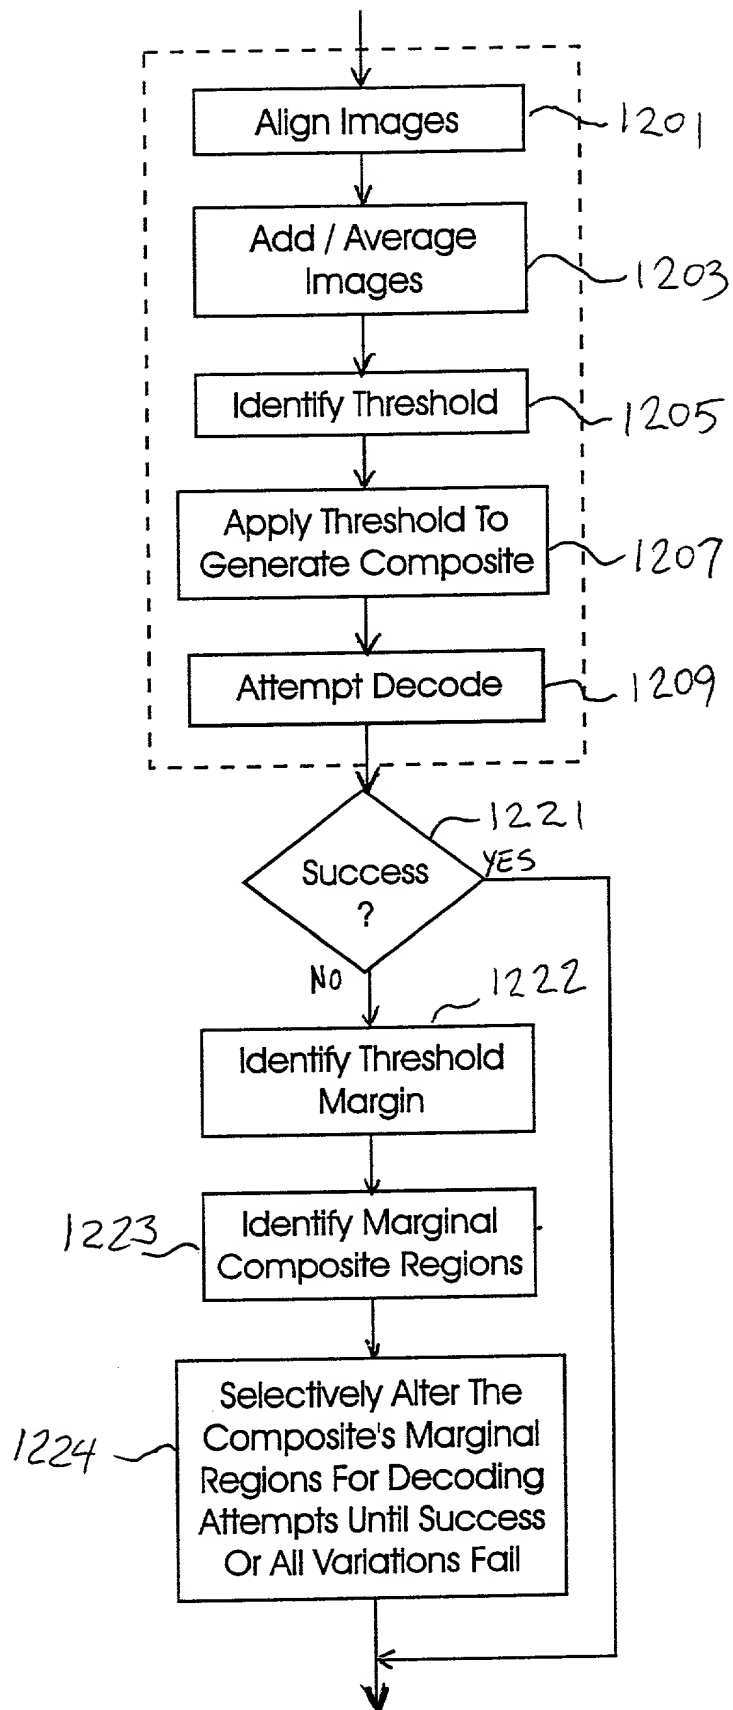 Align Images
1201
Add / Average
Images
1203
Identify Threshold
1205
Apply Threshold To
Generate Composite
1207
Attempt Decode
1209
1221
Success
?
YES
NO
1222
Identify Threshold
Margin
1223
Identify Marginal
Composite Regions
1224
Selectively Alter The
Composite's Marginal
Regions For Decoding
Attempts Until Success
Or All Variations Fail